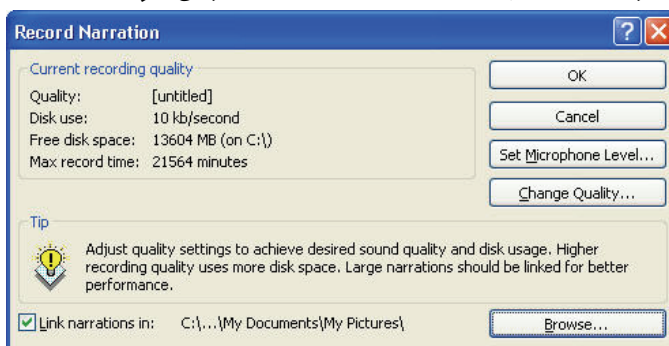 Record Narration
Current recording quality
Quality: [untitled]
Disk use: 10 kb/second
Free disk space: 13604 MB (on C:\)
Max record time: 21564 minutes
OK
Cancel
Set Microphone Level...
Change Quality...
Tip
Adjust quality settings to achieve desired sound quality and disk usage. Higher
recording quality uses more disk space. Large narrations should be linked for better
performance.
Link narrations in: C:\...\My Documents\My Pictures\
Browse...